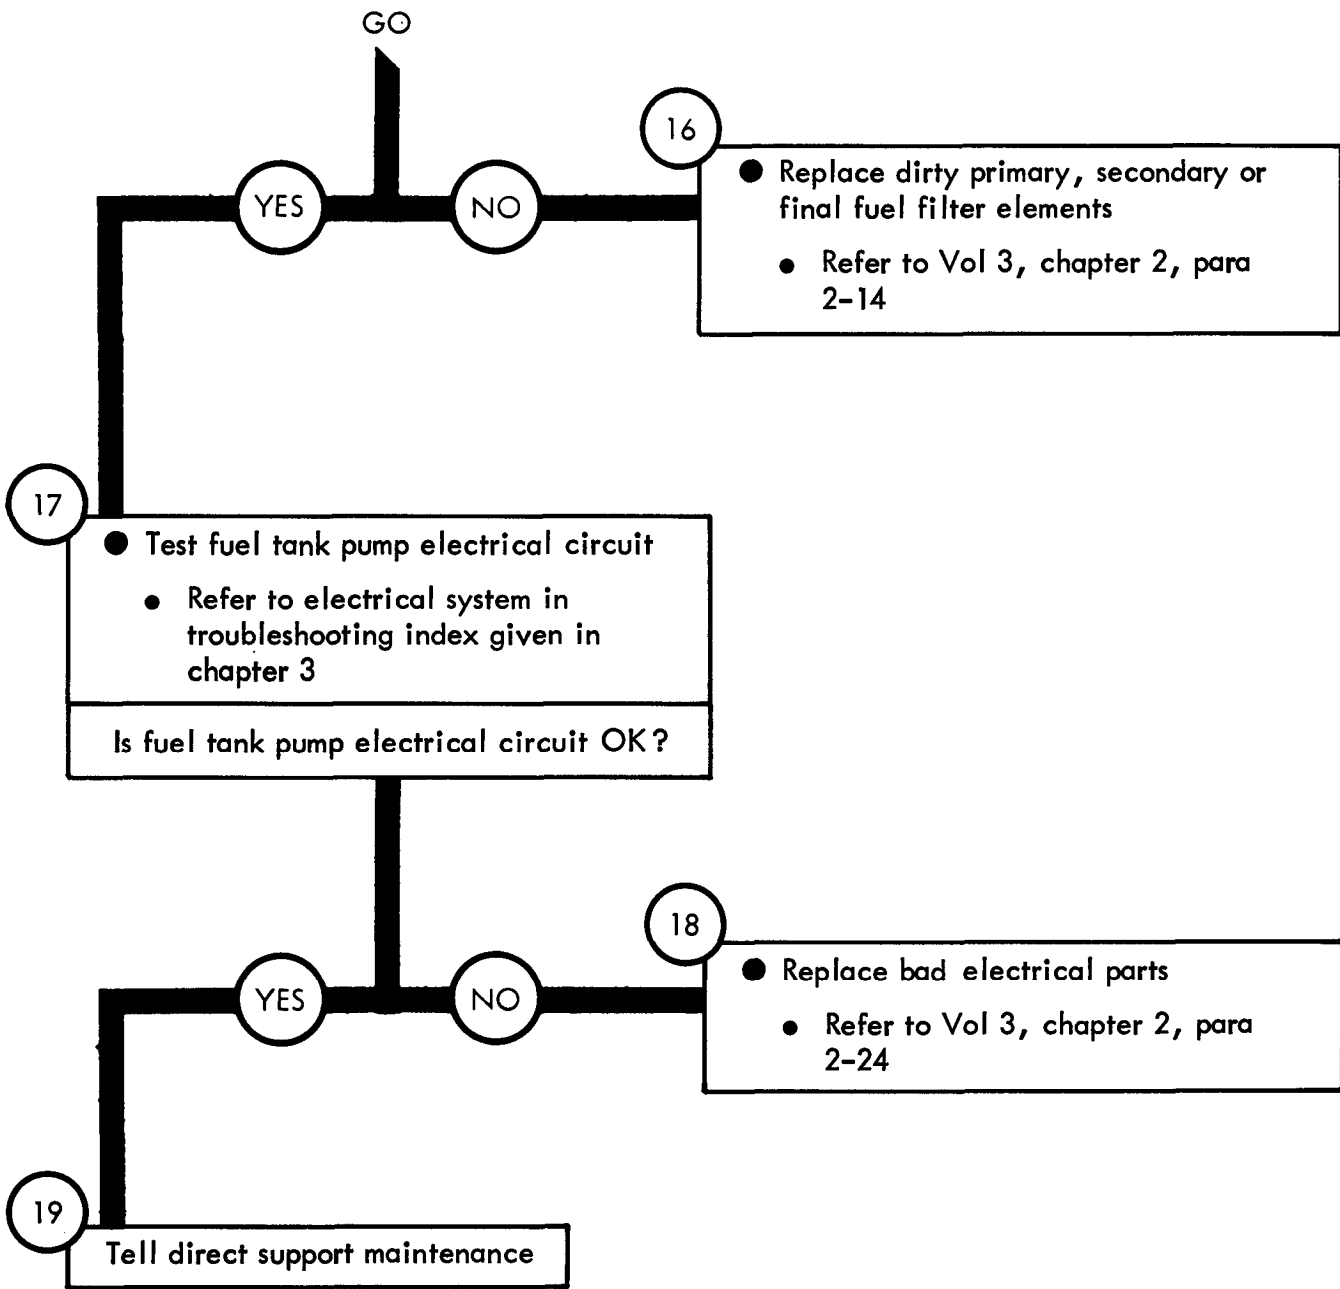 GO
YES
NO
16
● Replace dirty primary, secondary or
final fuel filter elements
● Refer to Vol 3, chapter 2, para
2-14
17
● Test fuel tank pump electrical circuit
● Refer to electrical system in
troubleshooting index given in
chapter 3
Is fuel tank pump electrical circuit OK?
YES
NO
18
● Replace bad electrical parts
● Refer to Vol 3, chapter 2, para
2-24
19
Tell direct support maintenance